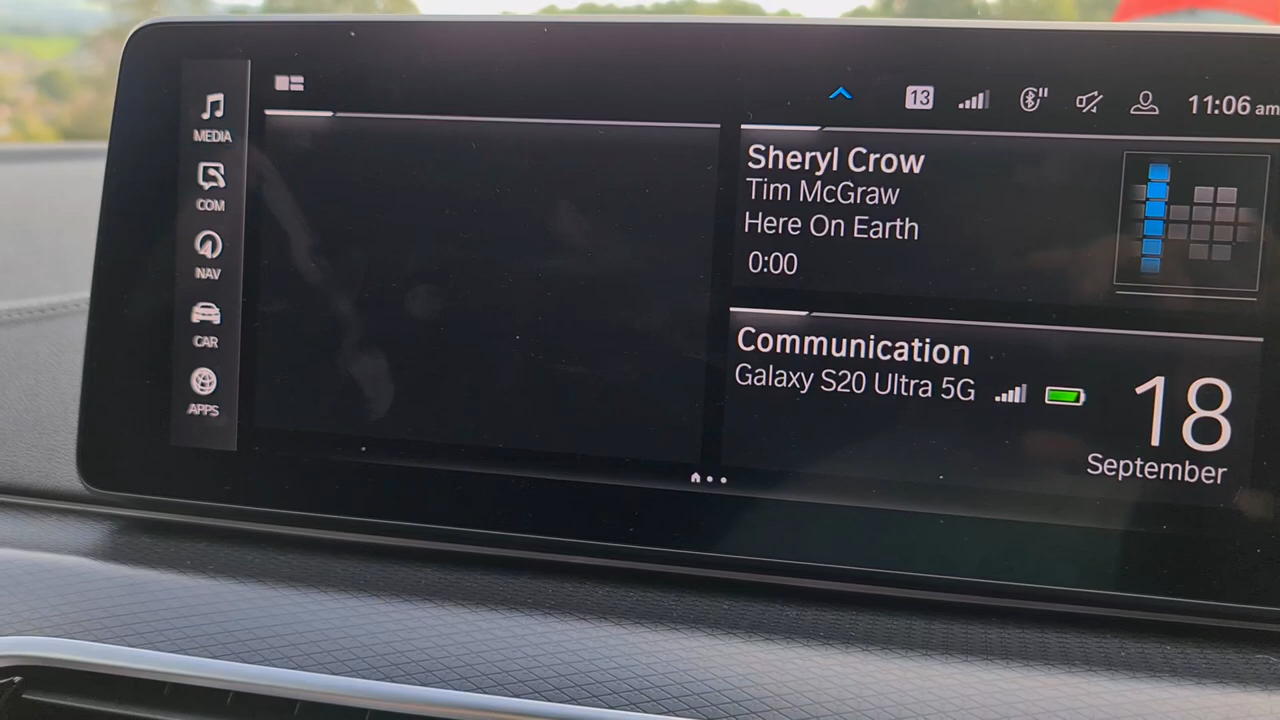 MEDIA
COM
NAV
CAR
APPS
13
11:06 am
Sheryl Crow
Tim McGraw
Here On Earth
0:00
Communication
Galaxy S20 Ultra 5G
18
September